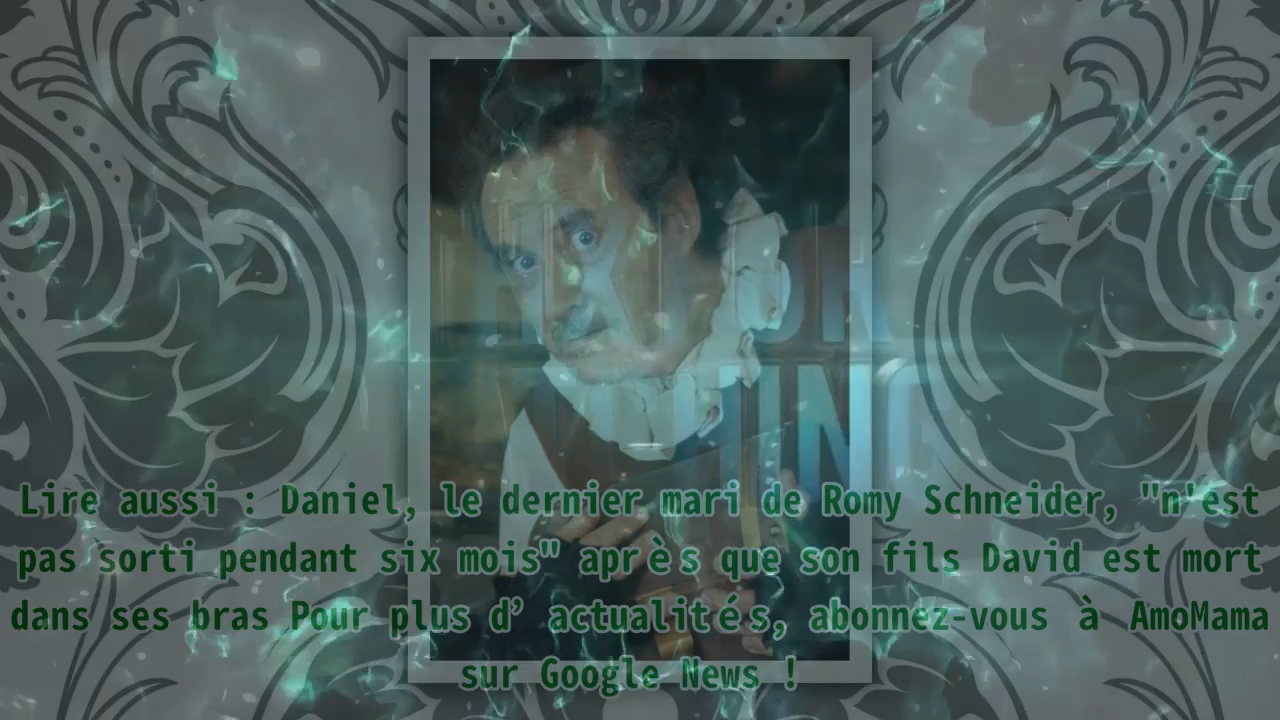 Lire aussi : Daniel, le dernier mari de Romy Schneider, "n'est
pas sorti pendant six mois" après que son fils David est mort
dans ses bras Pour plus d’ actualités, abonnez-vous à AmoMama
sur Google News !